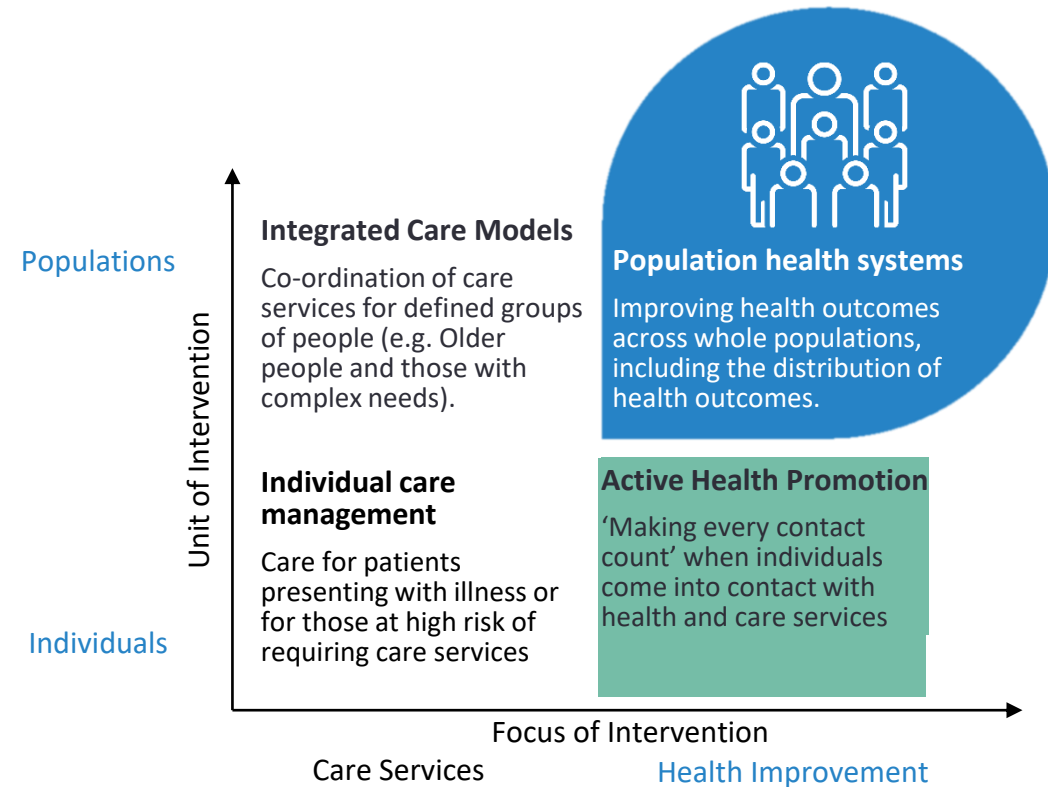 Populations
Individuals
Unit of Intervention
Integrated Care Models
Co-ordination of care
services for defined groups
of people (e.g. Older
people and those with
complex needs).
Population health systems
Improving health outcomes
across whole populations,
including the distribution of
health outcomes.
Individual care
management
Care for patients
presenting with illness or
for those at high risk of
requiring care services
Active Health Promotion
‘Making every contact
count’ when individuals
come into contact with
health and care services
Focus of Intervention
Care Services
Health Improvement